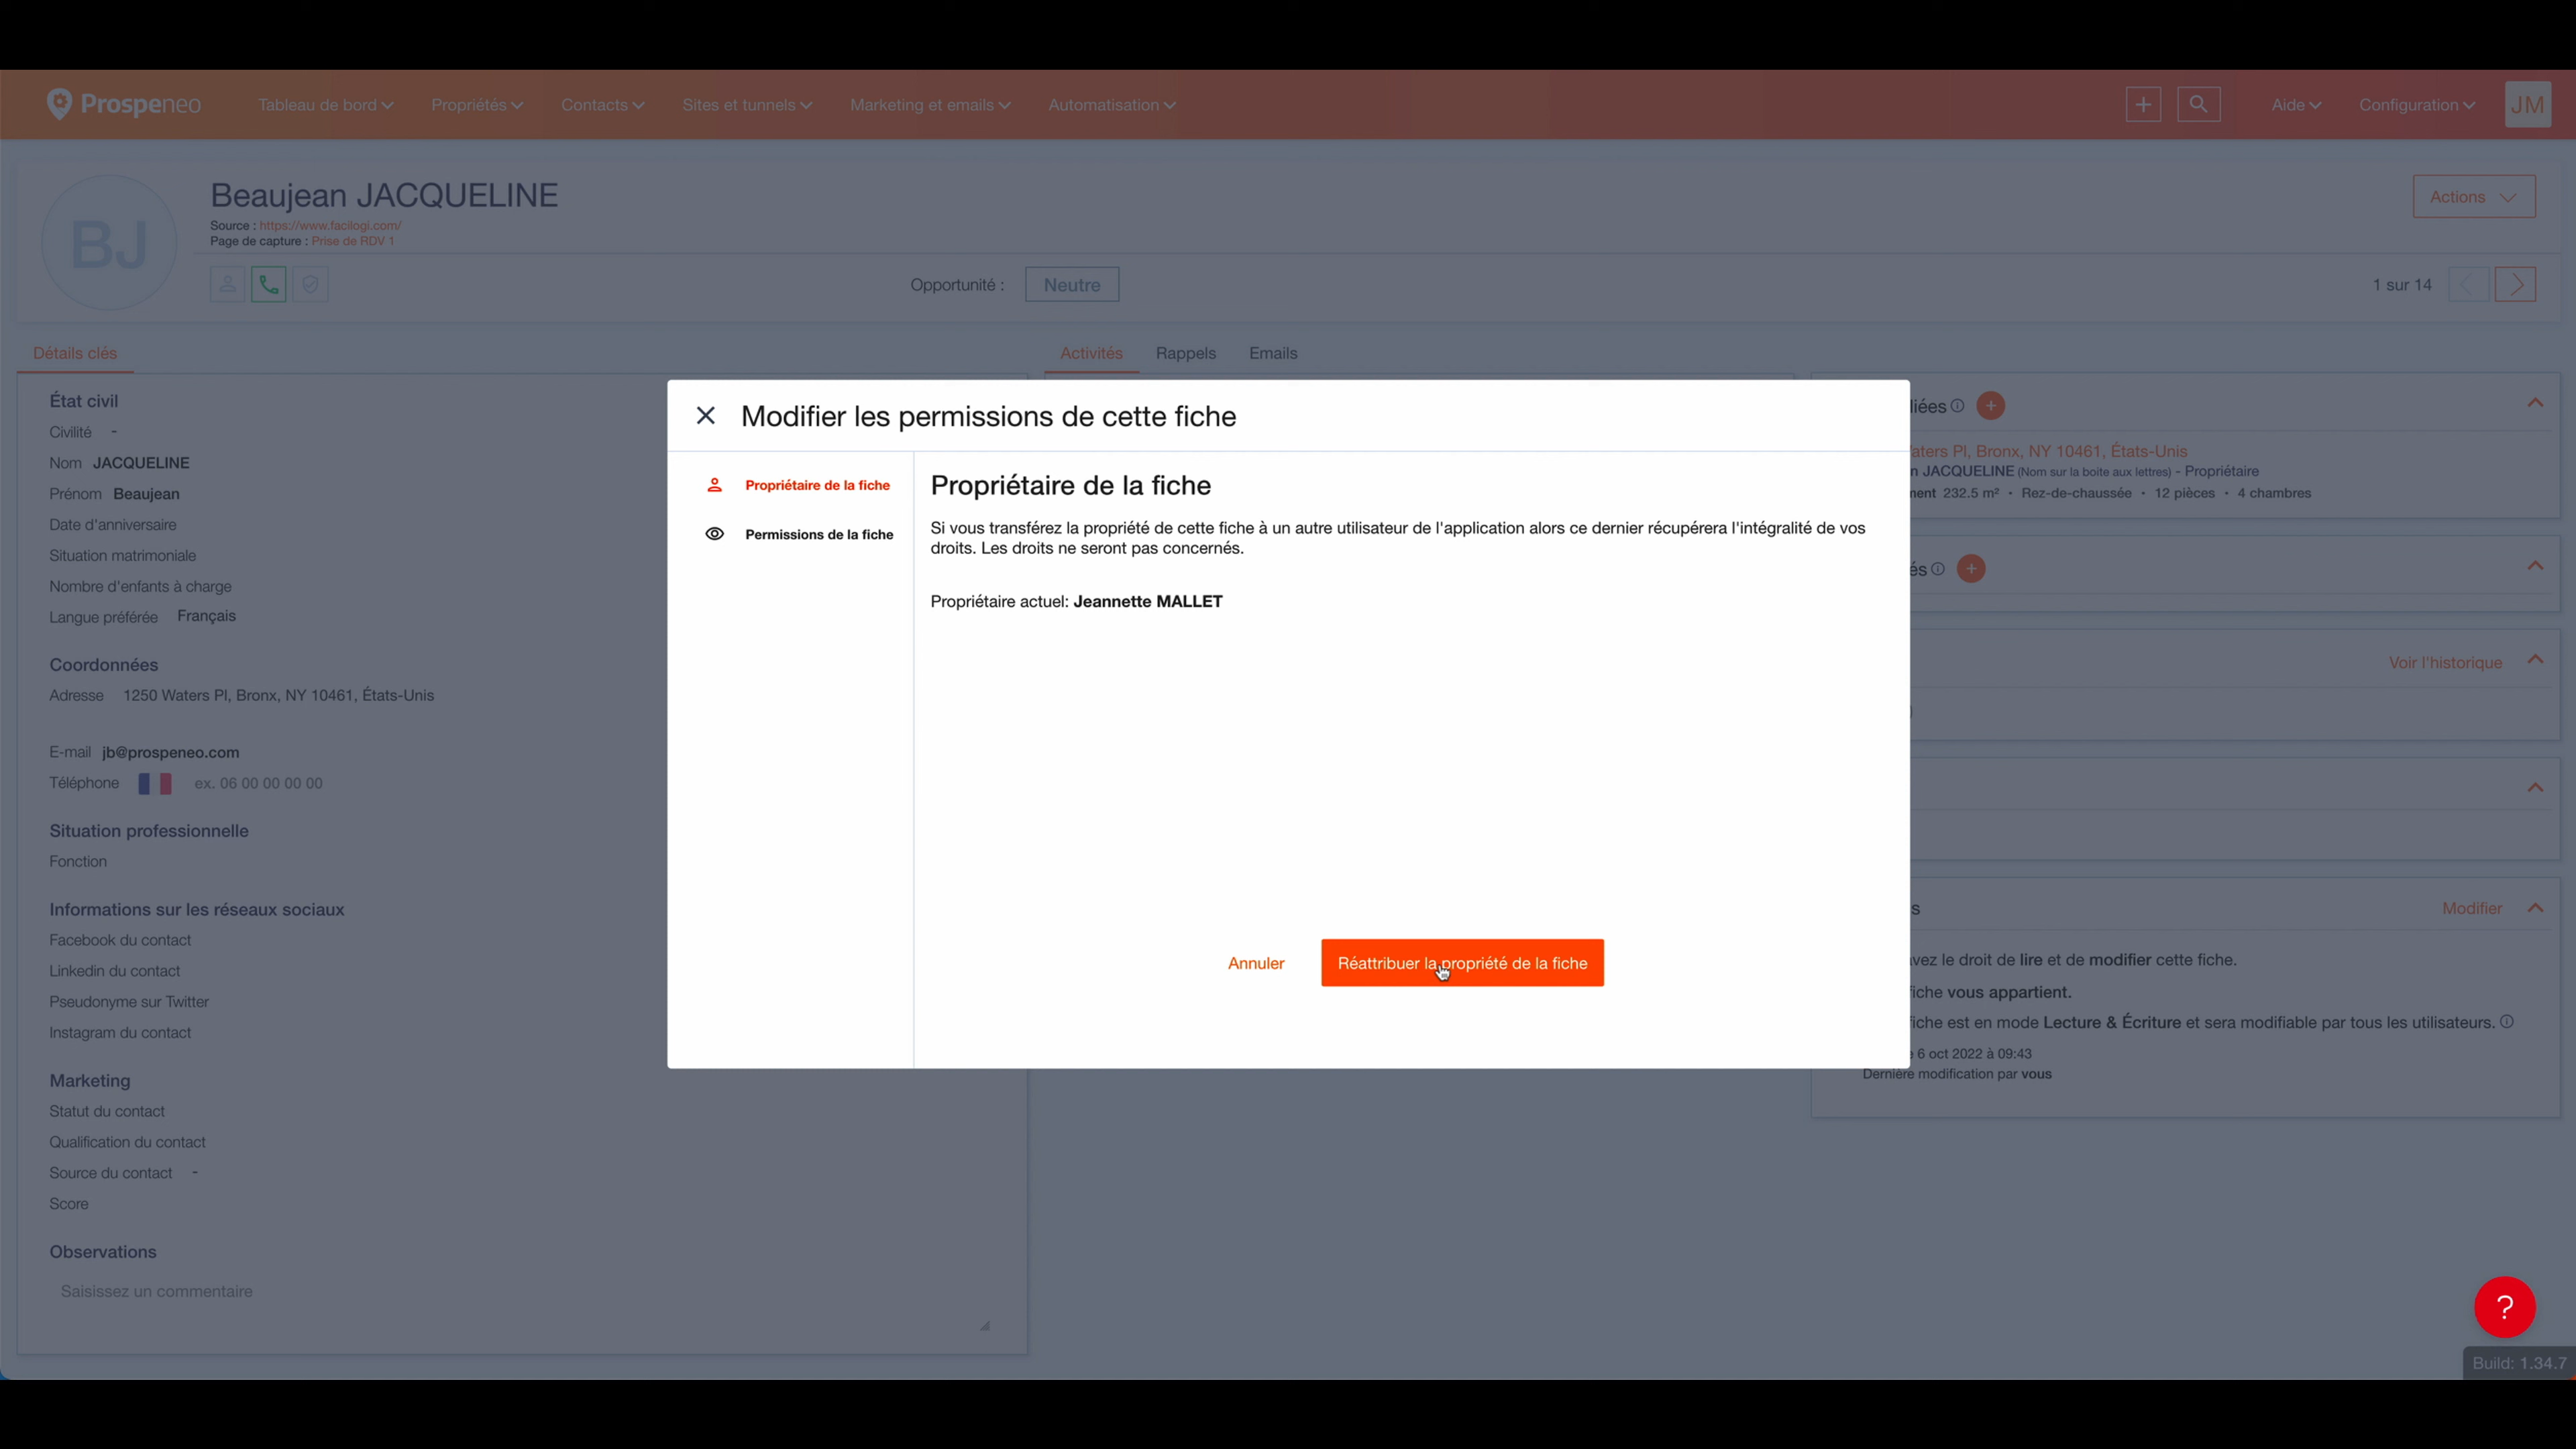 Prospeneo
Tableau de bord
Propriétés
Contacts
Sites et tunnels
Marketing et emails
Automatisation
Aide
Configuration
JM
BJ
Beaujean JACQUELINE
Source : https://www.facilogi.com/
Page de capture : Prise de RDV 1
Actions
Opportunité :
Neutre
1 sur 14
Détails clés
Activités
Rappels
Emails
État civil
Civilité -
Nom JACQUELINE
Prénom Beaujean
Date d'anniversaire
Situation matrimoniale
Nombre d'enfants à charge
Langue préférée Français
Coordonnées
Adresse 1250 Waters Pl, Bronx, NY 10461, États-Unis
E-mail jb@prospeneo.com
Téléphone ex. 06 00 00 00 00
Situation professionnelle
Fonction
Informations sur les réseaux sociaux
Facebook du contact
Linkedin du contact
Pseudonyme sur Twitter
Instagram du contact
Marketing
Statut du contact
Qualification du contact
Source du contact -
Score
Observations
Saisissez un commentaire
Modifier les permissions de cette fiche
Propriétaire de la fiche
Permissions de la fiche
Propriétaire de la fiche
Si vous transférez la propriété de cette fiche à un autre utilisateur de l'application alors ce dernier récupérera l'intégralité de vos
droits. Les droits ne seront pas concernés.
Propriétaire actuel: Jeannette MALLET
Annuler
Réattribuer la propriété de la fiche
liées
aters Pl, Bronx, NY 10461, États-Unis
n JACQUELINE (Nom sur la boite aux lettres) - Propriétaire
ment 232.5 m² • Rez-de-chaussée • 12 pièces • 4 chambres
és
Voir l'historique
s
Modifier
vez le droit de lire et de modifier cette fiche.
fiche vous appartient.
fiche est en mode Lecture & Écriture et sera modifiable par tous les utilisateurs.
6 oct 2022 à 09:43
Dernière modification par vous
?
Build: 1.34.7